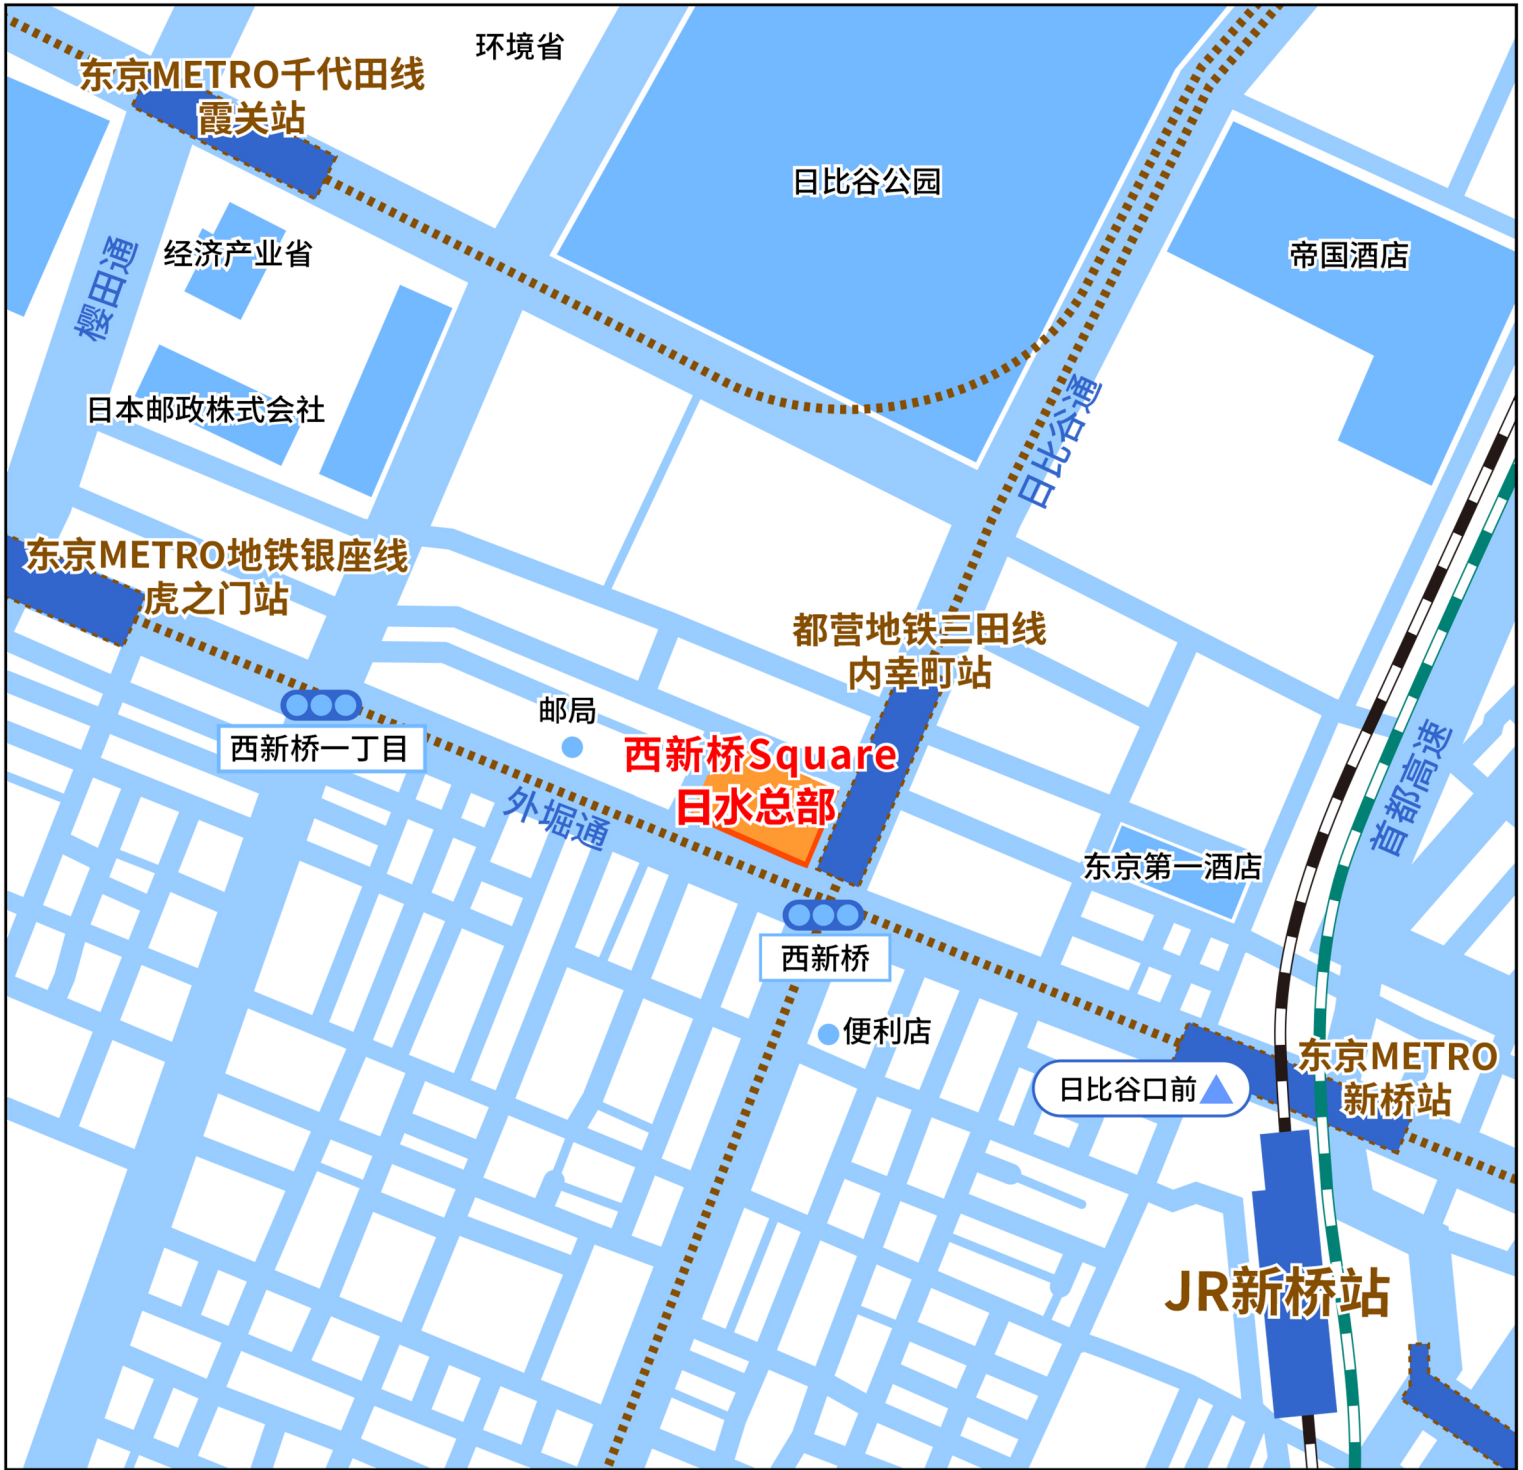 环境省
东京METRO千代田线
霞关站
日比谷公园
经济产业省
帝国酒店
樱田通
日本邮政株式会社
日比谷通
东京METRO地铁银座线
虎之门站
都营地铁三田线
内幸町站
邮局
西新桥一丁目
西新桥Square
日水总部
外堀通
首都高速
东京第一酒店
西新桥
便利店
东京METRO
新桥站
日比谷口前
JR新桥站